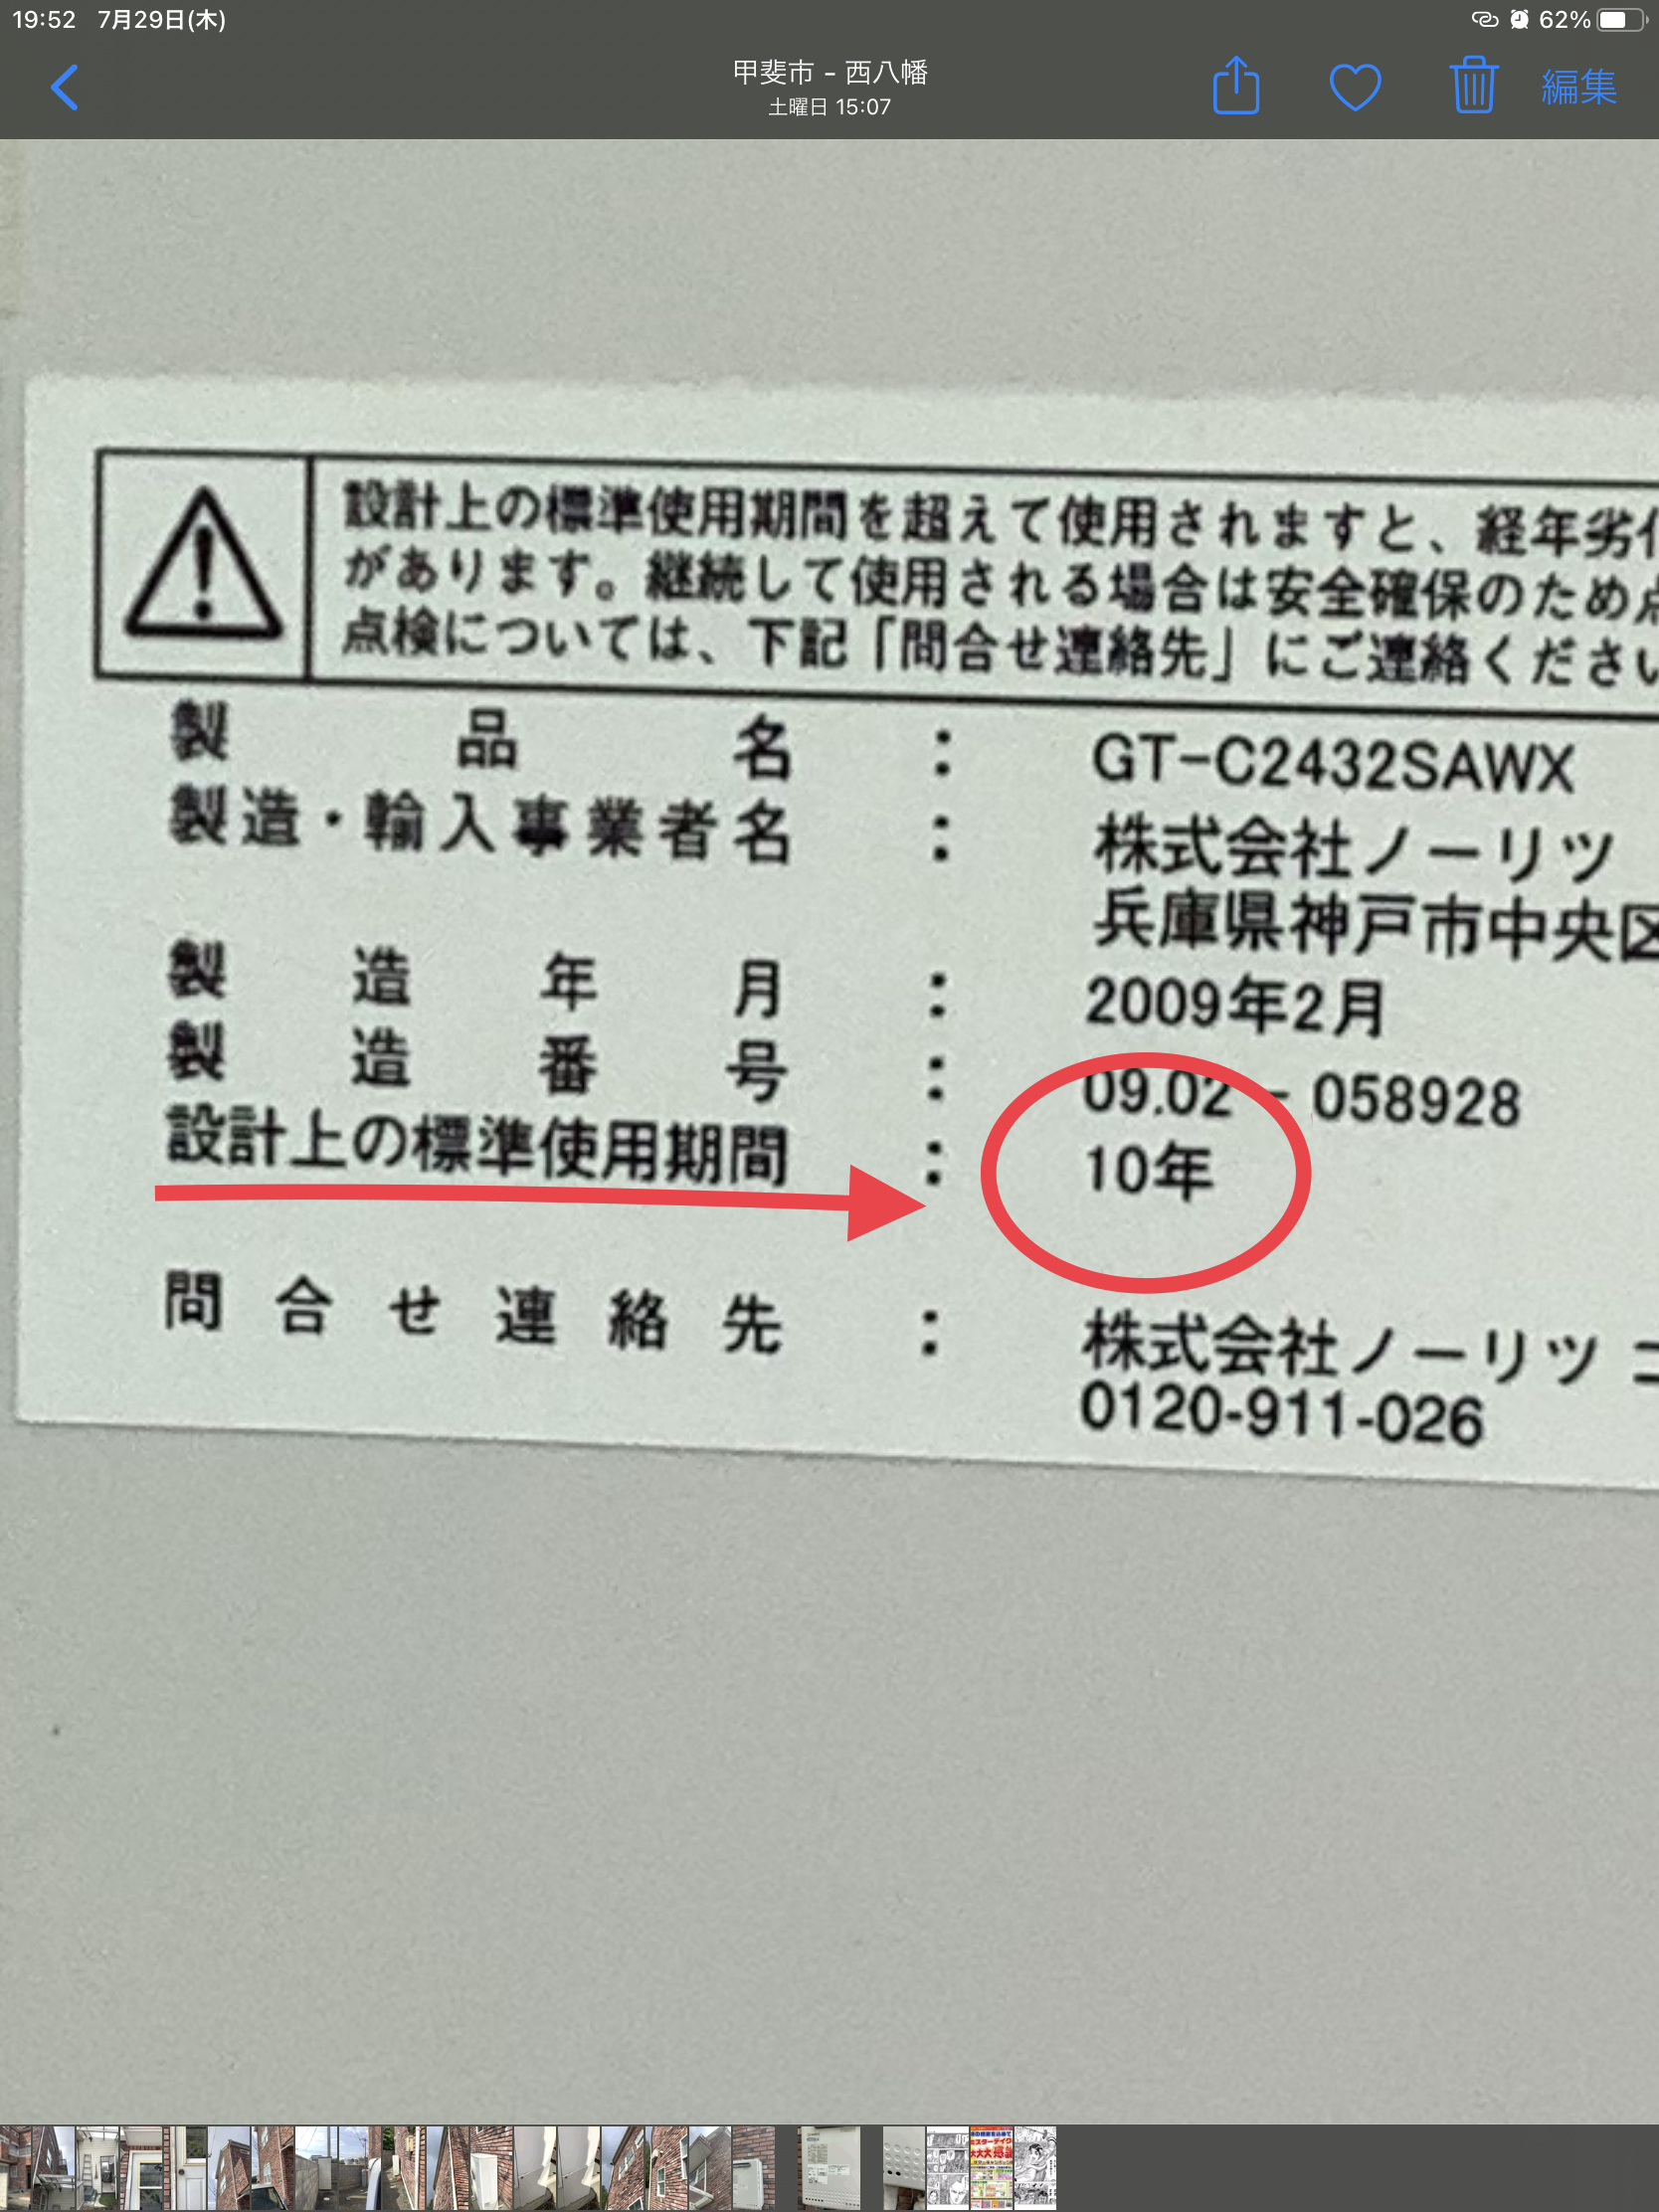 19:52 7月29日(木)
62%
甲斐市 – 西八幡
土曜日 15:07
編集
設計上の標準使用期間を超えて使用されますと、経年劣化
があります。継続して使用される場合は安全確保のため点
点検については、下記「問合せ連絡先」にご連絡ください
製品名 : GT-C2432SAWX
製造・輸入事業者名 : 株式会社ノーリツ
兵庫県神戸市中央区
製造年月 : 2009年2月
製造番号 : 09.02 - 058928
設計上の標準使用期間 : 10年
問合せ連絡先 : 株式会社ノーリツ コ
0120-911-026